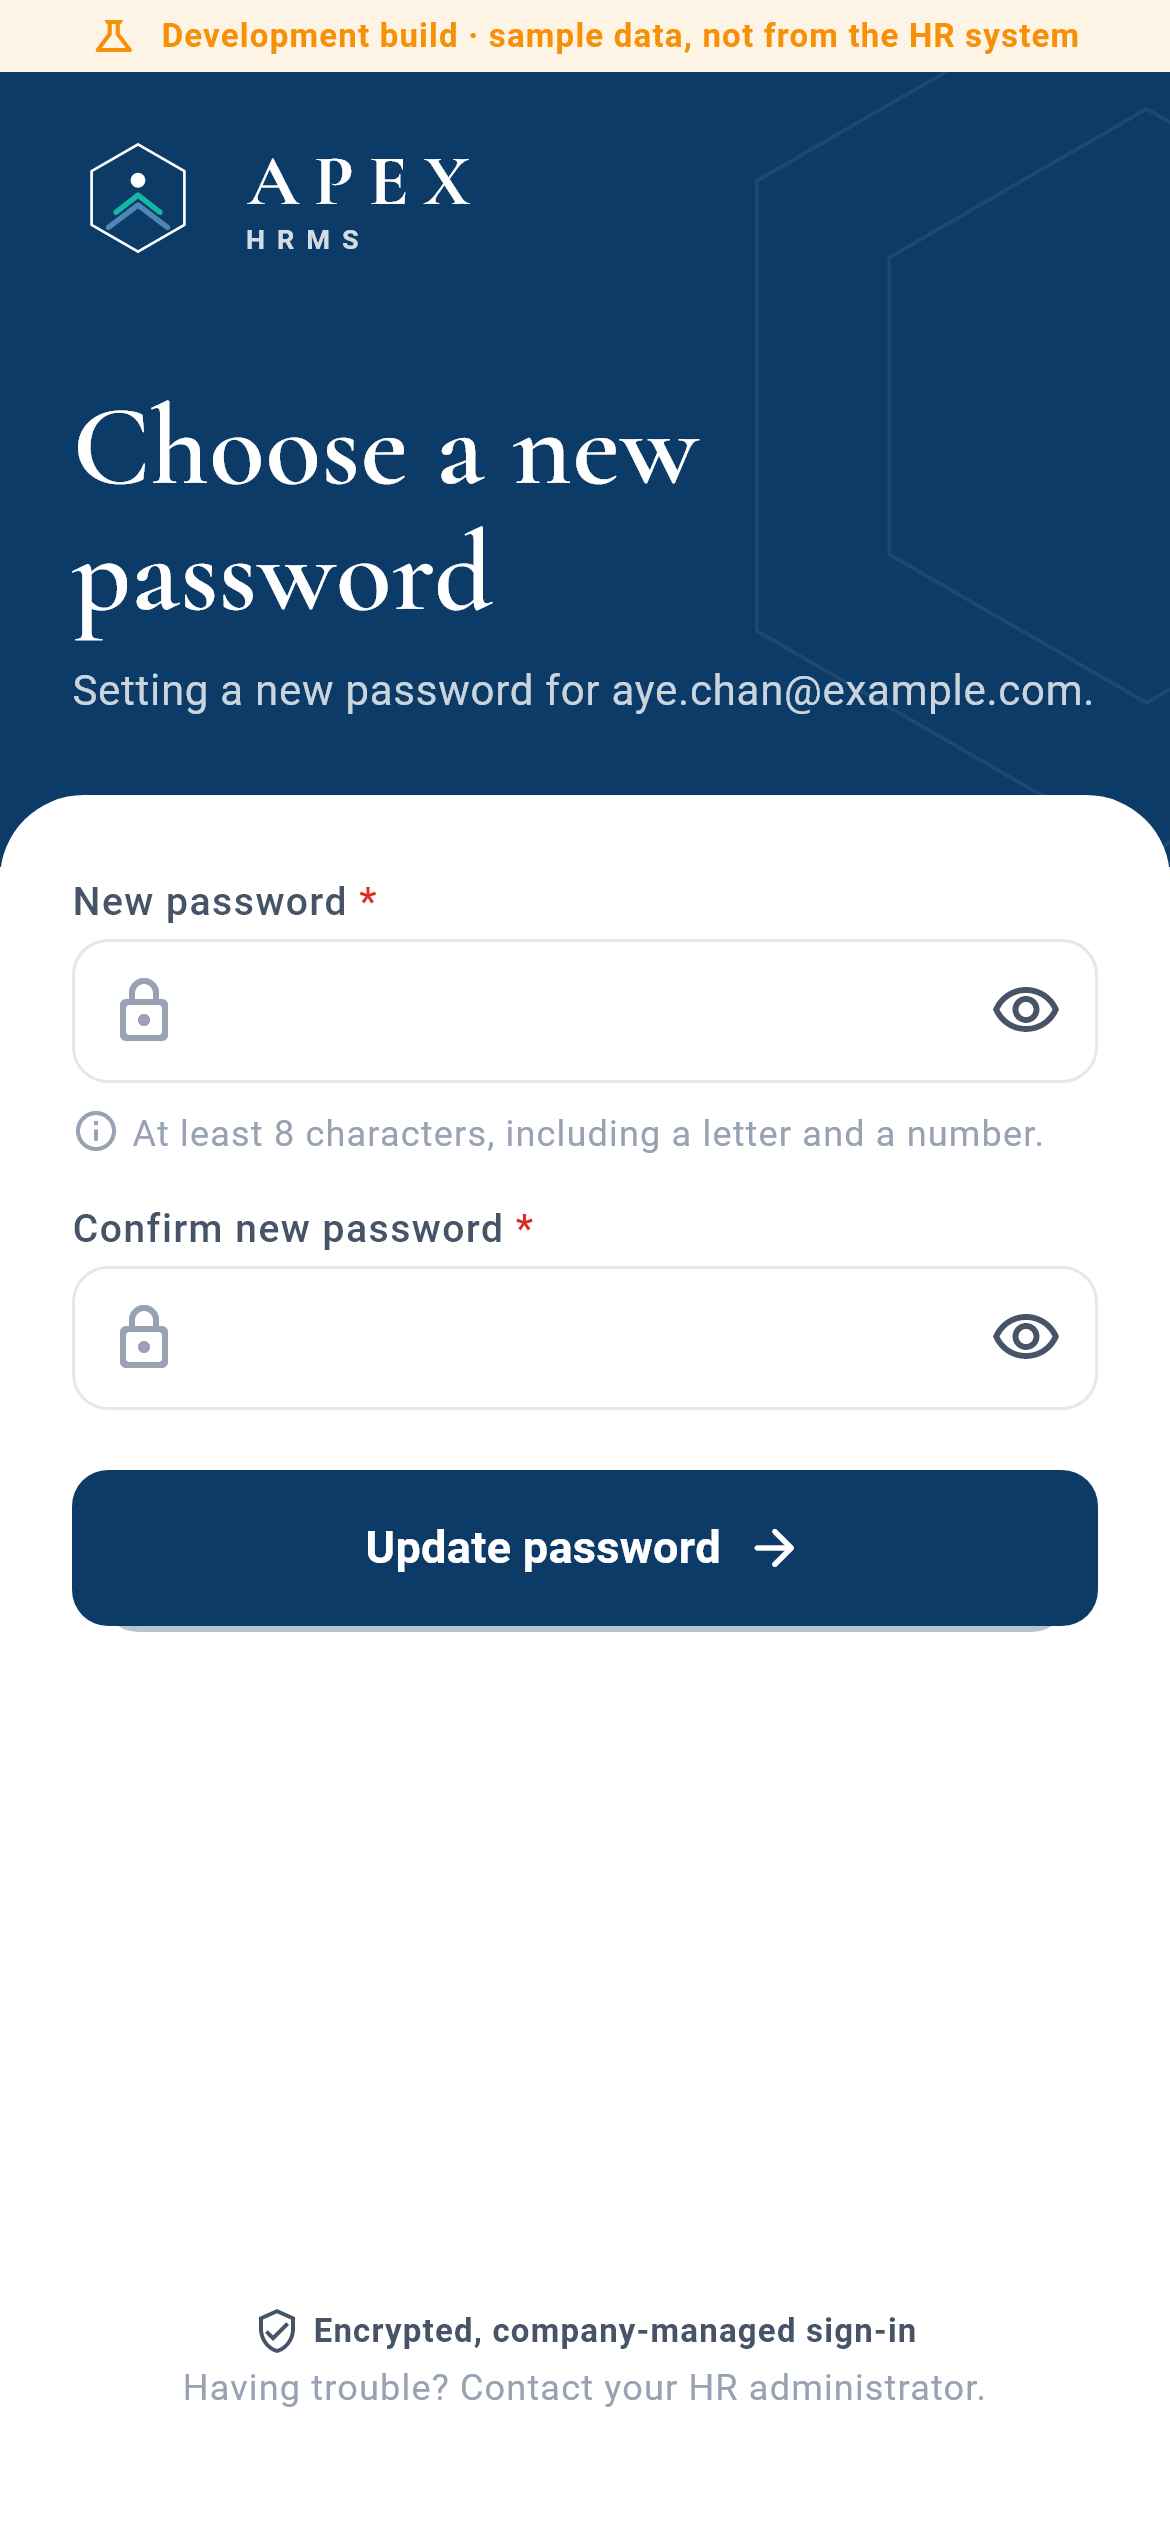 Development build · sample data, not from the HR system
APEX
HRMS
Choose a new
password
Setting a new password for aye.chan@example.com.
New password *
At least 8 characters, including a letter and a number.
Confirm new password *
Update password
Encrypted, company-managed sign-in
Having trouble? Contact your HR administrator.